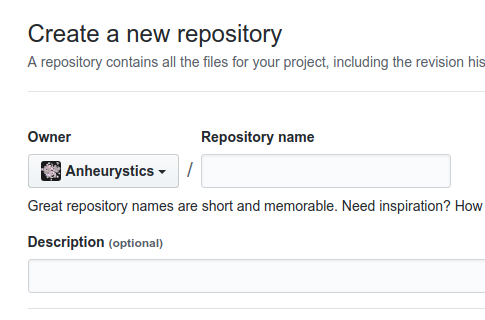 Create a new repository
A repository contains all the files for your project, including the revision his
Owner Repository name
Anheurystics /
Great repository names are short and memorable. Need inspiration? How
Description (optional)